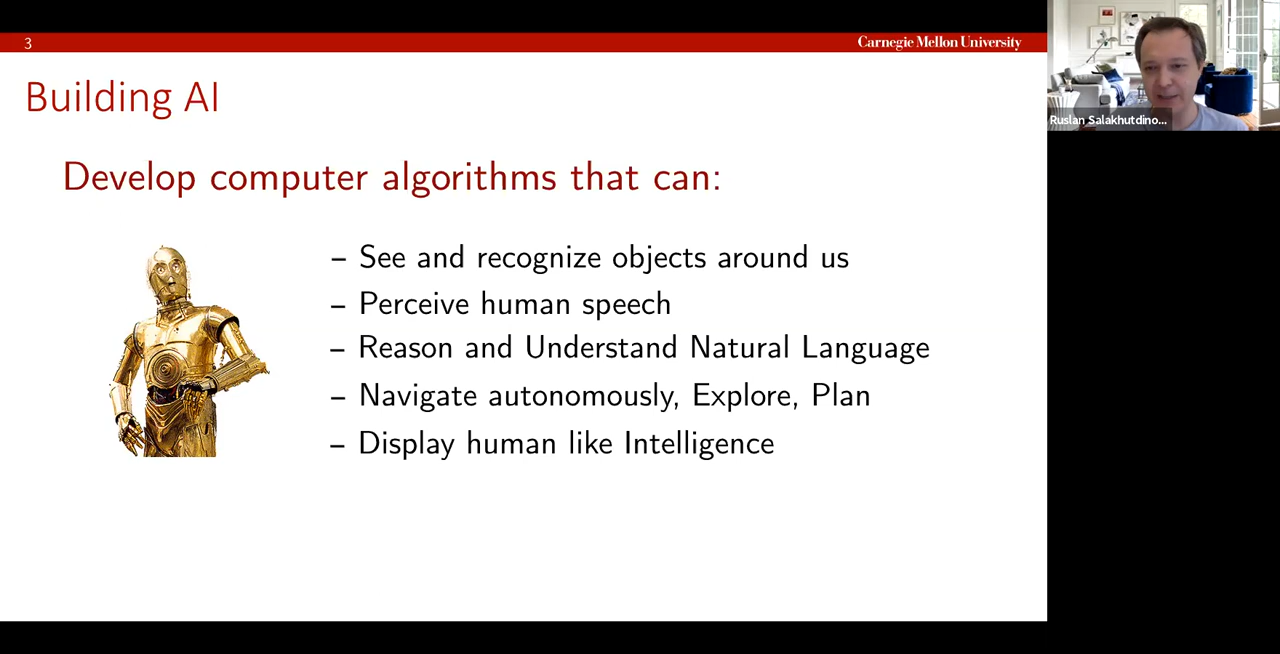 3
Carnegie Mellon University
Building AI
Develop computer algorithms that can:
– See and recognize objects around us
– Perceive human speech
– Reason and Understand Natural Language
– Navigate autonomously, Explore, Plan
– Display human like Intelligence
Ruslan Salakhutdino...